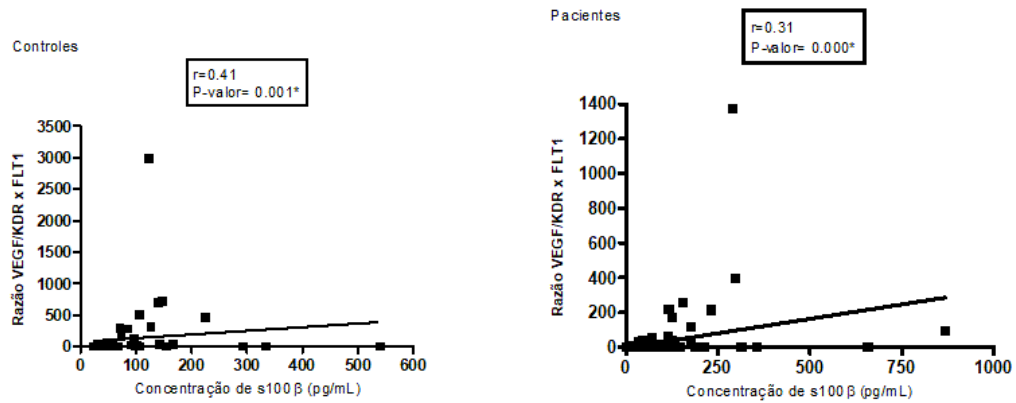 Controles
r=0.41
P-valor= 0.001*
Razão VEGF/KDR x FLT1
3500
3000
2500
2000
1500
1000
500
0
0 100 200 300 400 500 600
Concentração de s100β (pg/mL)
Pacientes
r=0.31
P-valor= 0.000*
Razão VEGF/KDR x FLT1
1400
1200
1000
800
600
400
200
0
0 250 500 750 1000
Concentração de s100β (pg/mL)